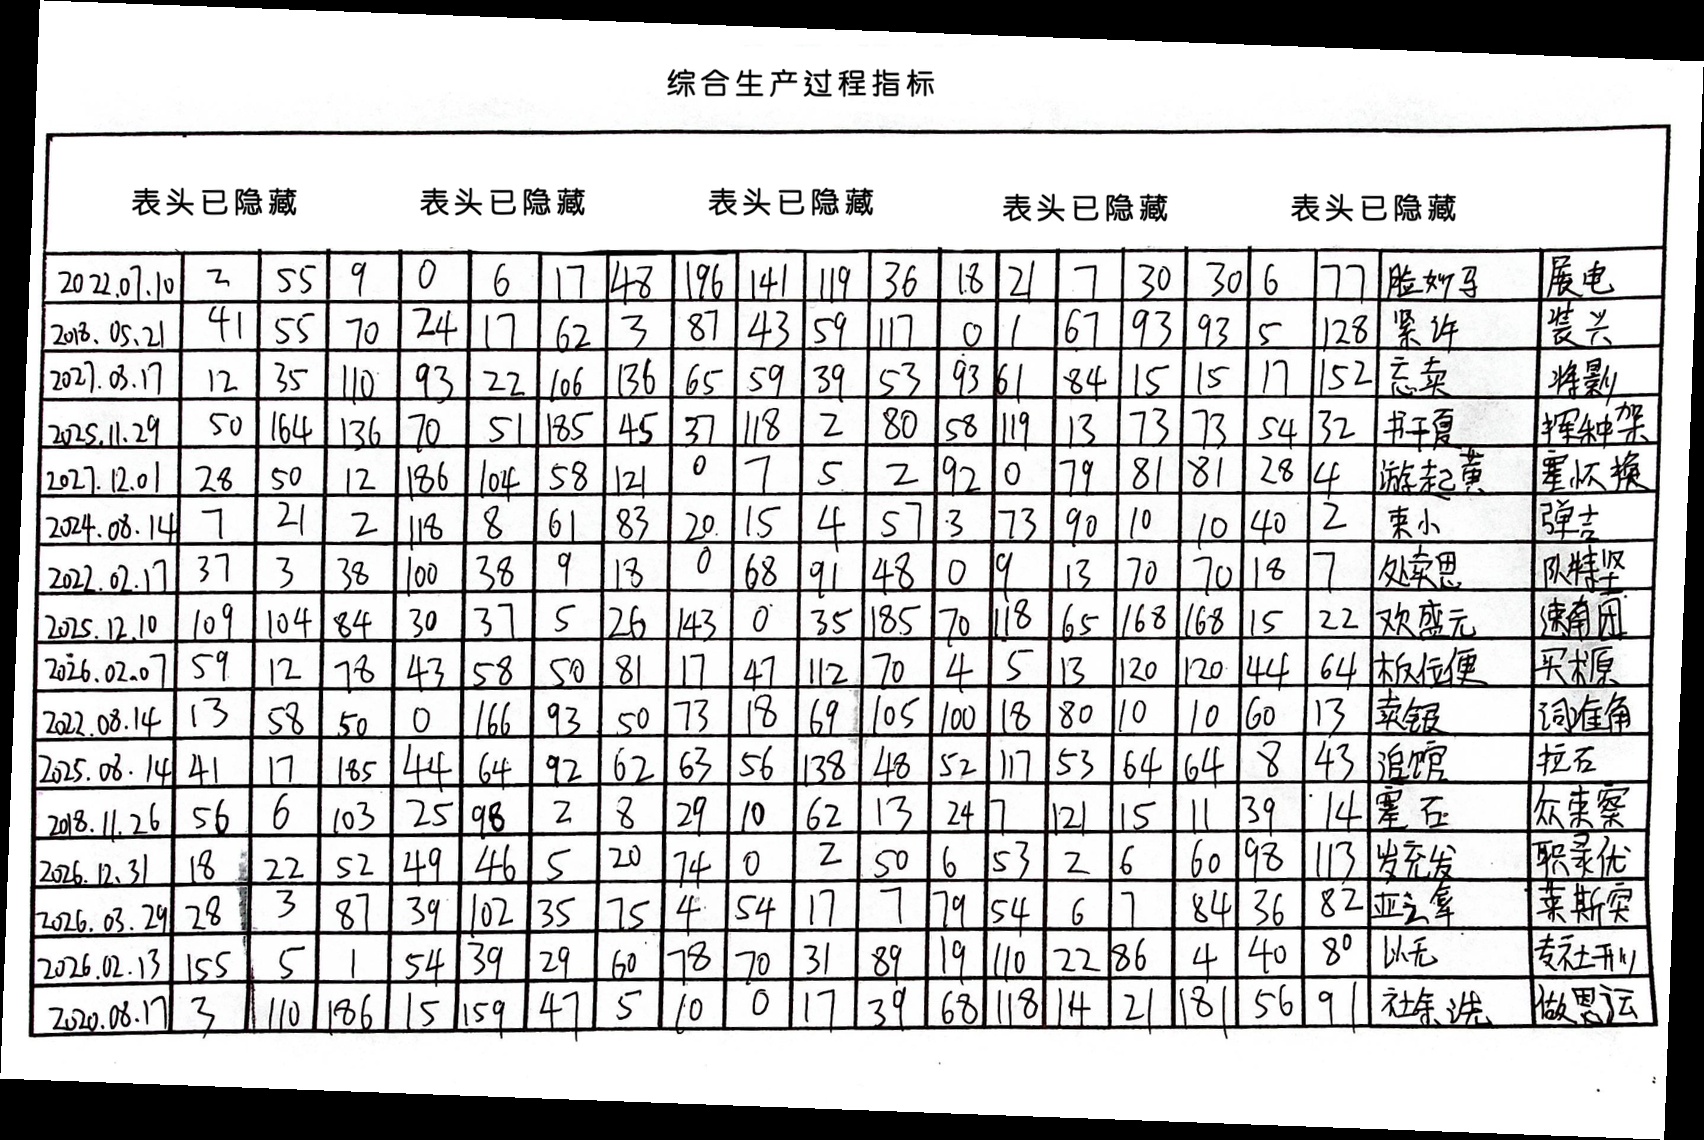 综合生产过程指标
表头已隐藏 表头已隐藏 表头已隐藏 表头已隐藏 表头已隐藏
2022.07.10 2 55 9 0 6 17 48 196 141 119 36 18 21 7 30 30 6 77 脸妙写 展电
2018.05.21 41 55 70 24 17 62 3 87 43 59 117 0 1 67 93 93 5 128 紧许 装兴
2027.03.17 12 35 110 93 22 106 136 65 59 39 53 93 61 84 15 15 17 152 忘卖 将影
2025.11.29 50 164 136 70 51 185 45 37 118 2 80 58 119 13 73 73 54 32 书干夏 挥种架
2027.12.01 28 50 12 186 104 58 121 0 7 5 2 92 0 79 81 81 28 4 游起黄 塞怀换
2024.08.14 7 21 2 118 8 61 83 20 15 4 57 3 73 90 10 10 40 2 束小 弹吉
2022.02.17 37 3 38 100 38 9 18 0 68 91 48 0 9 13 70 70 18 7 处索思 队特坚
2025.12.10 109 104 84 30 37 5 26 143 0 35 185 70 118 65 168 168 15 22 欢盛元 速角团
2026.02.07 59 12 78 43 58 50 81 17 47 112 70 4 5 13 120 120 44 64 板位便 买木原
2022.08.14 13 58 50 0 166 93 50 73 18 69 105 100 18 80 10 10 60 13 卖银 词准角
2025.08.14 41 17 185 44 64 92 62 63 56 138 48 52 117 53 64 64 8 43 追馆 拉石
2018.11.26 56 6 103 25 98 2 8 29 10 62 13 24 7 121 15 11 39 14 塞石 众束察
2026.12.31 18 22 52 49 46 5 20 74 0 2 50 6 53 2 6 60 98 113 岁充发 职录优
2026.03.29 28 3 87 39 102 35 75 4 54 17 7 79 54 6 7 84 36 82 亚云拿 莱斯突
2026.02.13 155 5 1 54 39 29 60 78 70 31 89 19 110 22 86 4 40 80 以无 专社刑
2020.08.17 3 110 186 15 159 47 5 10 0 17 39 68 118 14 21 181 56 91 社余洗 做恩运